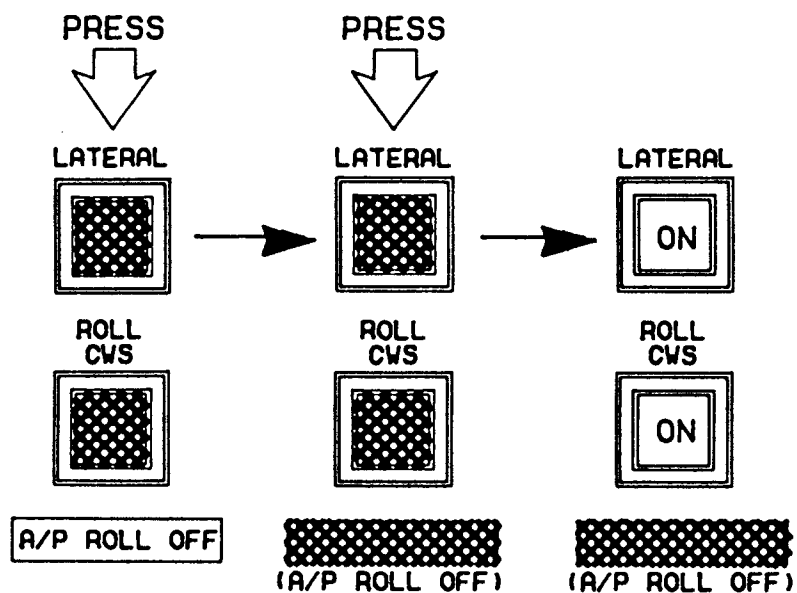 PRESS PRESS
LATERAL LATERAL LATERAL
ON
ROLL ROLL ROLL
CWS CWS CWS
ON
A/P ROLL OFF
(A/P ROLL OFF) (A/P ROLL OFF)